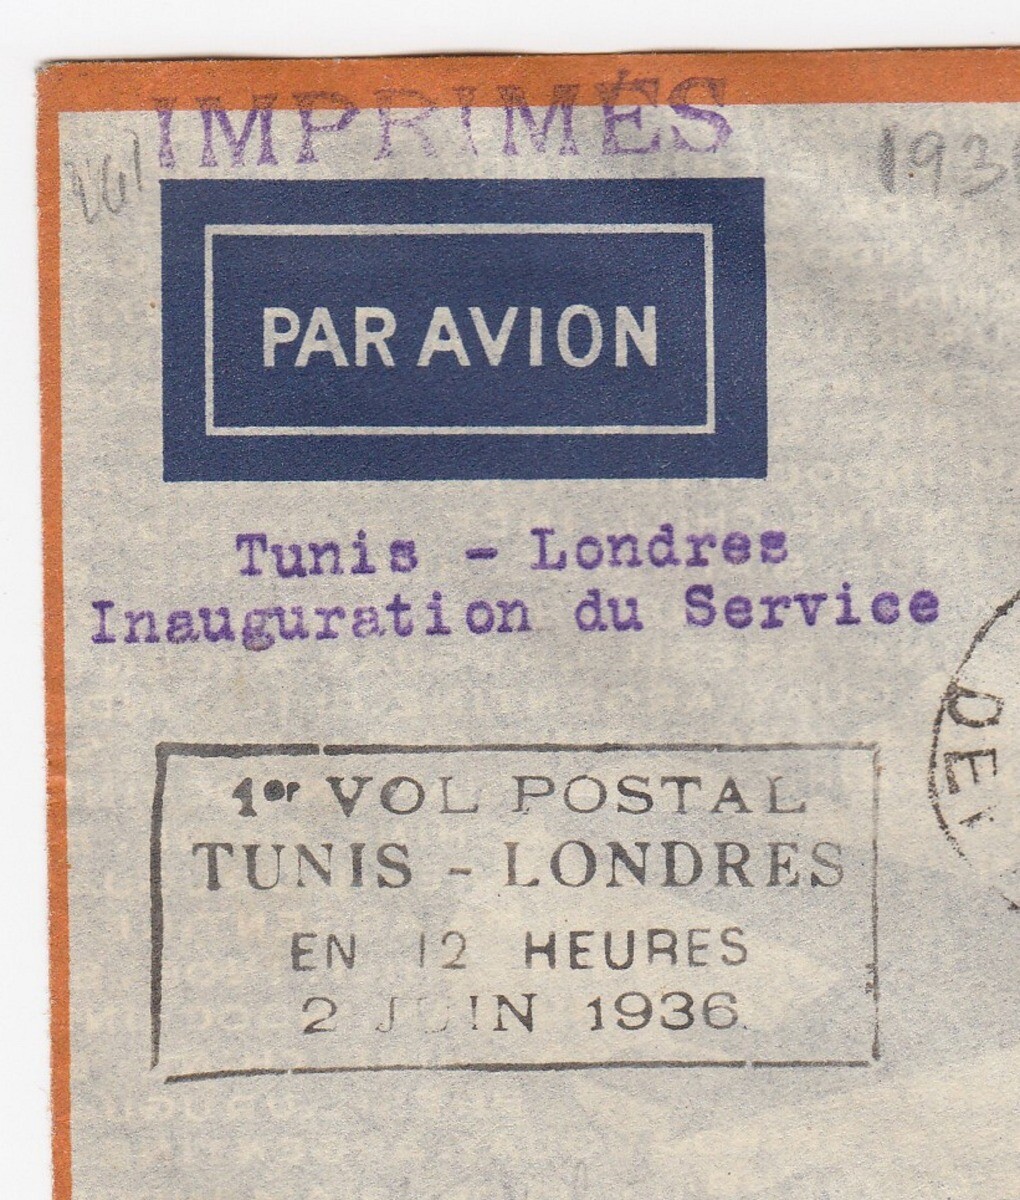 IMPRIMÉS
PAR AVION
Tunis - Londres
Inauguration du Service
1er VOL POSTAL
TUNIS - LONDRES
EN 12 HEURES
2 JUIN 1936